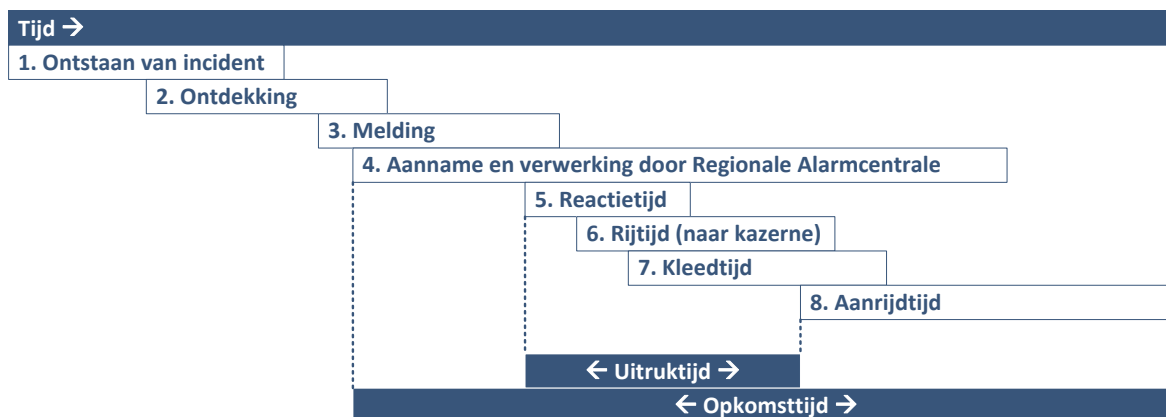 Tijd →
1. Ontstaan van incident
2. Ontdekking
3. Melding
4. Aanname en verwerking door Regionale Alarmcentrale
5. Reactietijd
6. Rijtijd (naar kazerne)
7. Kleedtijd
8. Aanrijdtijd
← Uitruktijd →
← Opkomsttijd →